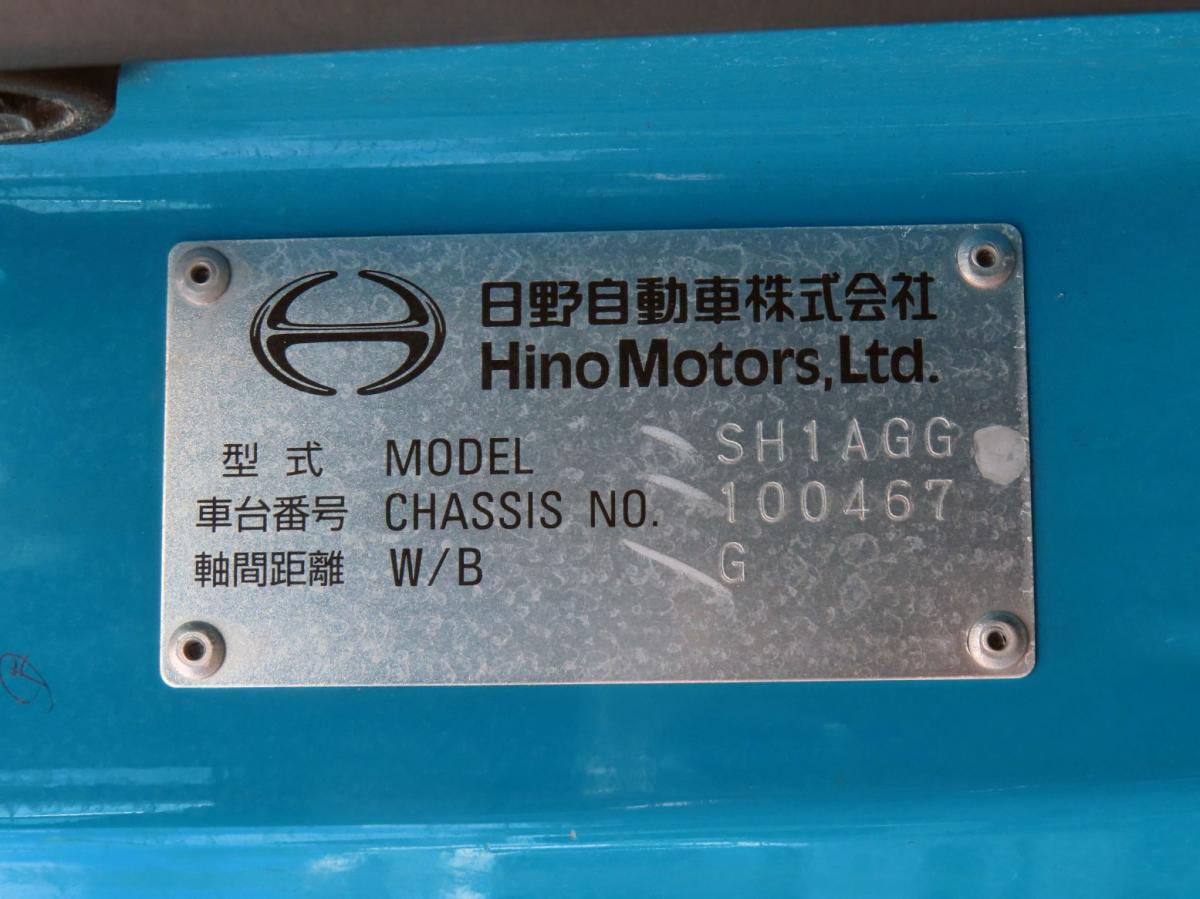 日野自動車株式会社
Hino Motors, Ltd.
型式 MODEL SH1AGG
車台番号 CHASSIS NO. 100467
軸間距離 W/B G